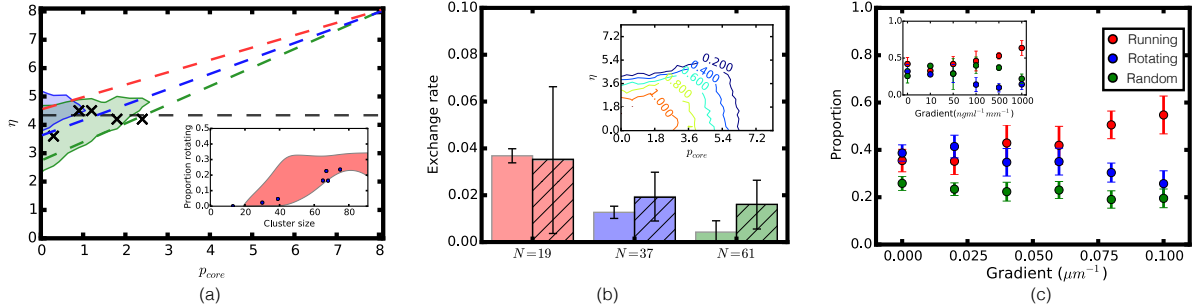 8
7
6
5
4
3
2
1
0
η
0 1 2 3 4 5 6 7 8
p_core
(a)
0.5
0.4
0.3
0.2
0.1
0.0
Proportion rotating
0 20 40 60 80
Cluster size
0.10
0.08
0.06
0.04
0.02
0.00
Exchange rate
N=19 N=37 N=61
(b)
7.2
5.4
3.6
1.8
0.0
η
0.0 1.8 3.6 5.4 7.2
p_core
0.200
0.400
0.600
0.800
1.000
1.0
0.8
0.6
0.4
0.2
0.0
Proportion
0.000 0.025 0.050 0.075 0.100
Gradient (μm⁻¹)
(c)
1.0
0.5
0.0
0 10 50 100 500 1000
Gradient(ngml⁻¹mm⁻¹)
Running
Rotating
Random